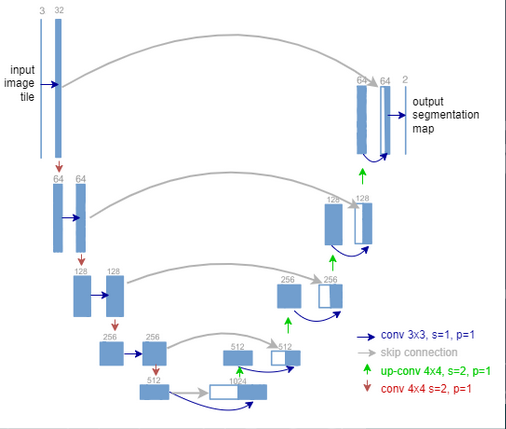 3 32
input
image
tile
64 64 2
output
segmentation
map
64 64
128 128
128 128
256 256
256 256
512 512
512 1024
conv 3x3, s=1, p=1
skip connection
up-conv 4x4, s=2, p=1
conv 4x4 s=2, p=1